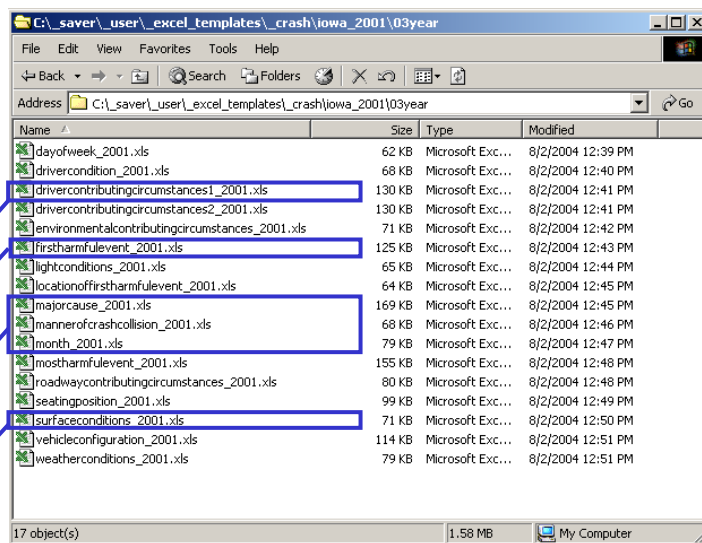 C:\_saver\_user\_excel_templates\_crash\iowa_2001\03year
File Edit View Favorites Tools Help
Back Search Folders
Address C:\_saver\_user\_excel_templates\_crash\iowa_2001\03year Go
Name Size Type Modified
dayofweek_2001.xls 62 KB Microsoft Exc... 8/2/2004 12:39 PM
drivercondition_2001.xls 68 KB Microsoft Exc... 8/2/2004 12:40 PM
drivercontributingcircumstances1_2001.xls 130 KB Microsoft Exc... 8/2/2004 12:41 PM
drivercontributingcircumstances2_2001.xls 130 KB Microsoft Exc... 8/2/2004 12:41 PM
environmentalcontributingcircumstances_2001.xls 71 KB Microsoft Exc... 8/2/2004 12:42 PM
firstharmfulevent_2001.xls 125 KB Microsoft Exc... 8/2/2004 12:43 PM
lightconditions_2001.xls 65 KB Microsoft Exc... 8/2/2004 12:44 PM
locationoffirstharmfulevent_2001.xls 64 KB Microsoft Exc... 8/2/2004 12:45 PM
majorcause_2001.xls 169 KB Microsoft Exc... 8/2/2004 12:45 PM
mannerofcrashcollision_2001.xls 68 KB Microsoft Exc... 8/2/2004 12:46 PM
month_2001.xls 79 KB Microsoft Exc... 8/2/2004 12:47 PM
mostharmfulevent_2001.xls 155 KB Microsoft Exc... 8/2/2004 12:48 PM
roadwaycontributingcircumstances_2001.xls 80 KB Microsoft Exc... 8/2/2004 12:48 PM
seatingposition_2001.xls 99 KB Microsoft Exc... 8/2/2004 12:49 PM
surfaceconditions_2001.xls 71 KB Microsoft Exc... 8/2/2004 12:50 PM
vehicleconfiguration_2001.xls 114 KB Microsoft Exc... 8/2/2004 12:51 PM
weatherconditions_2001.xls 79 KB Microsoft Exc... 8/2/2004 12:51 PM
17 object(s) 1.58 MB My Computer